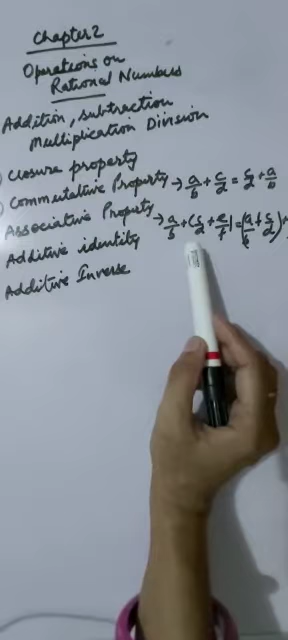 Chapter 2
Operations on
Rational Numbers
Addition, subtraction
Multiplication Division
) Closure property
) Commutative Property → a/b + c/d = c/d + a/b
Associative Property → a/b + (c/d + e/f) = (a/b + c/d) +
Additive identity
Additive Inverse